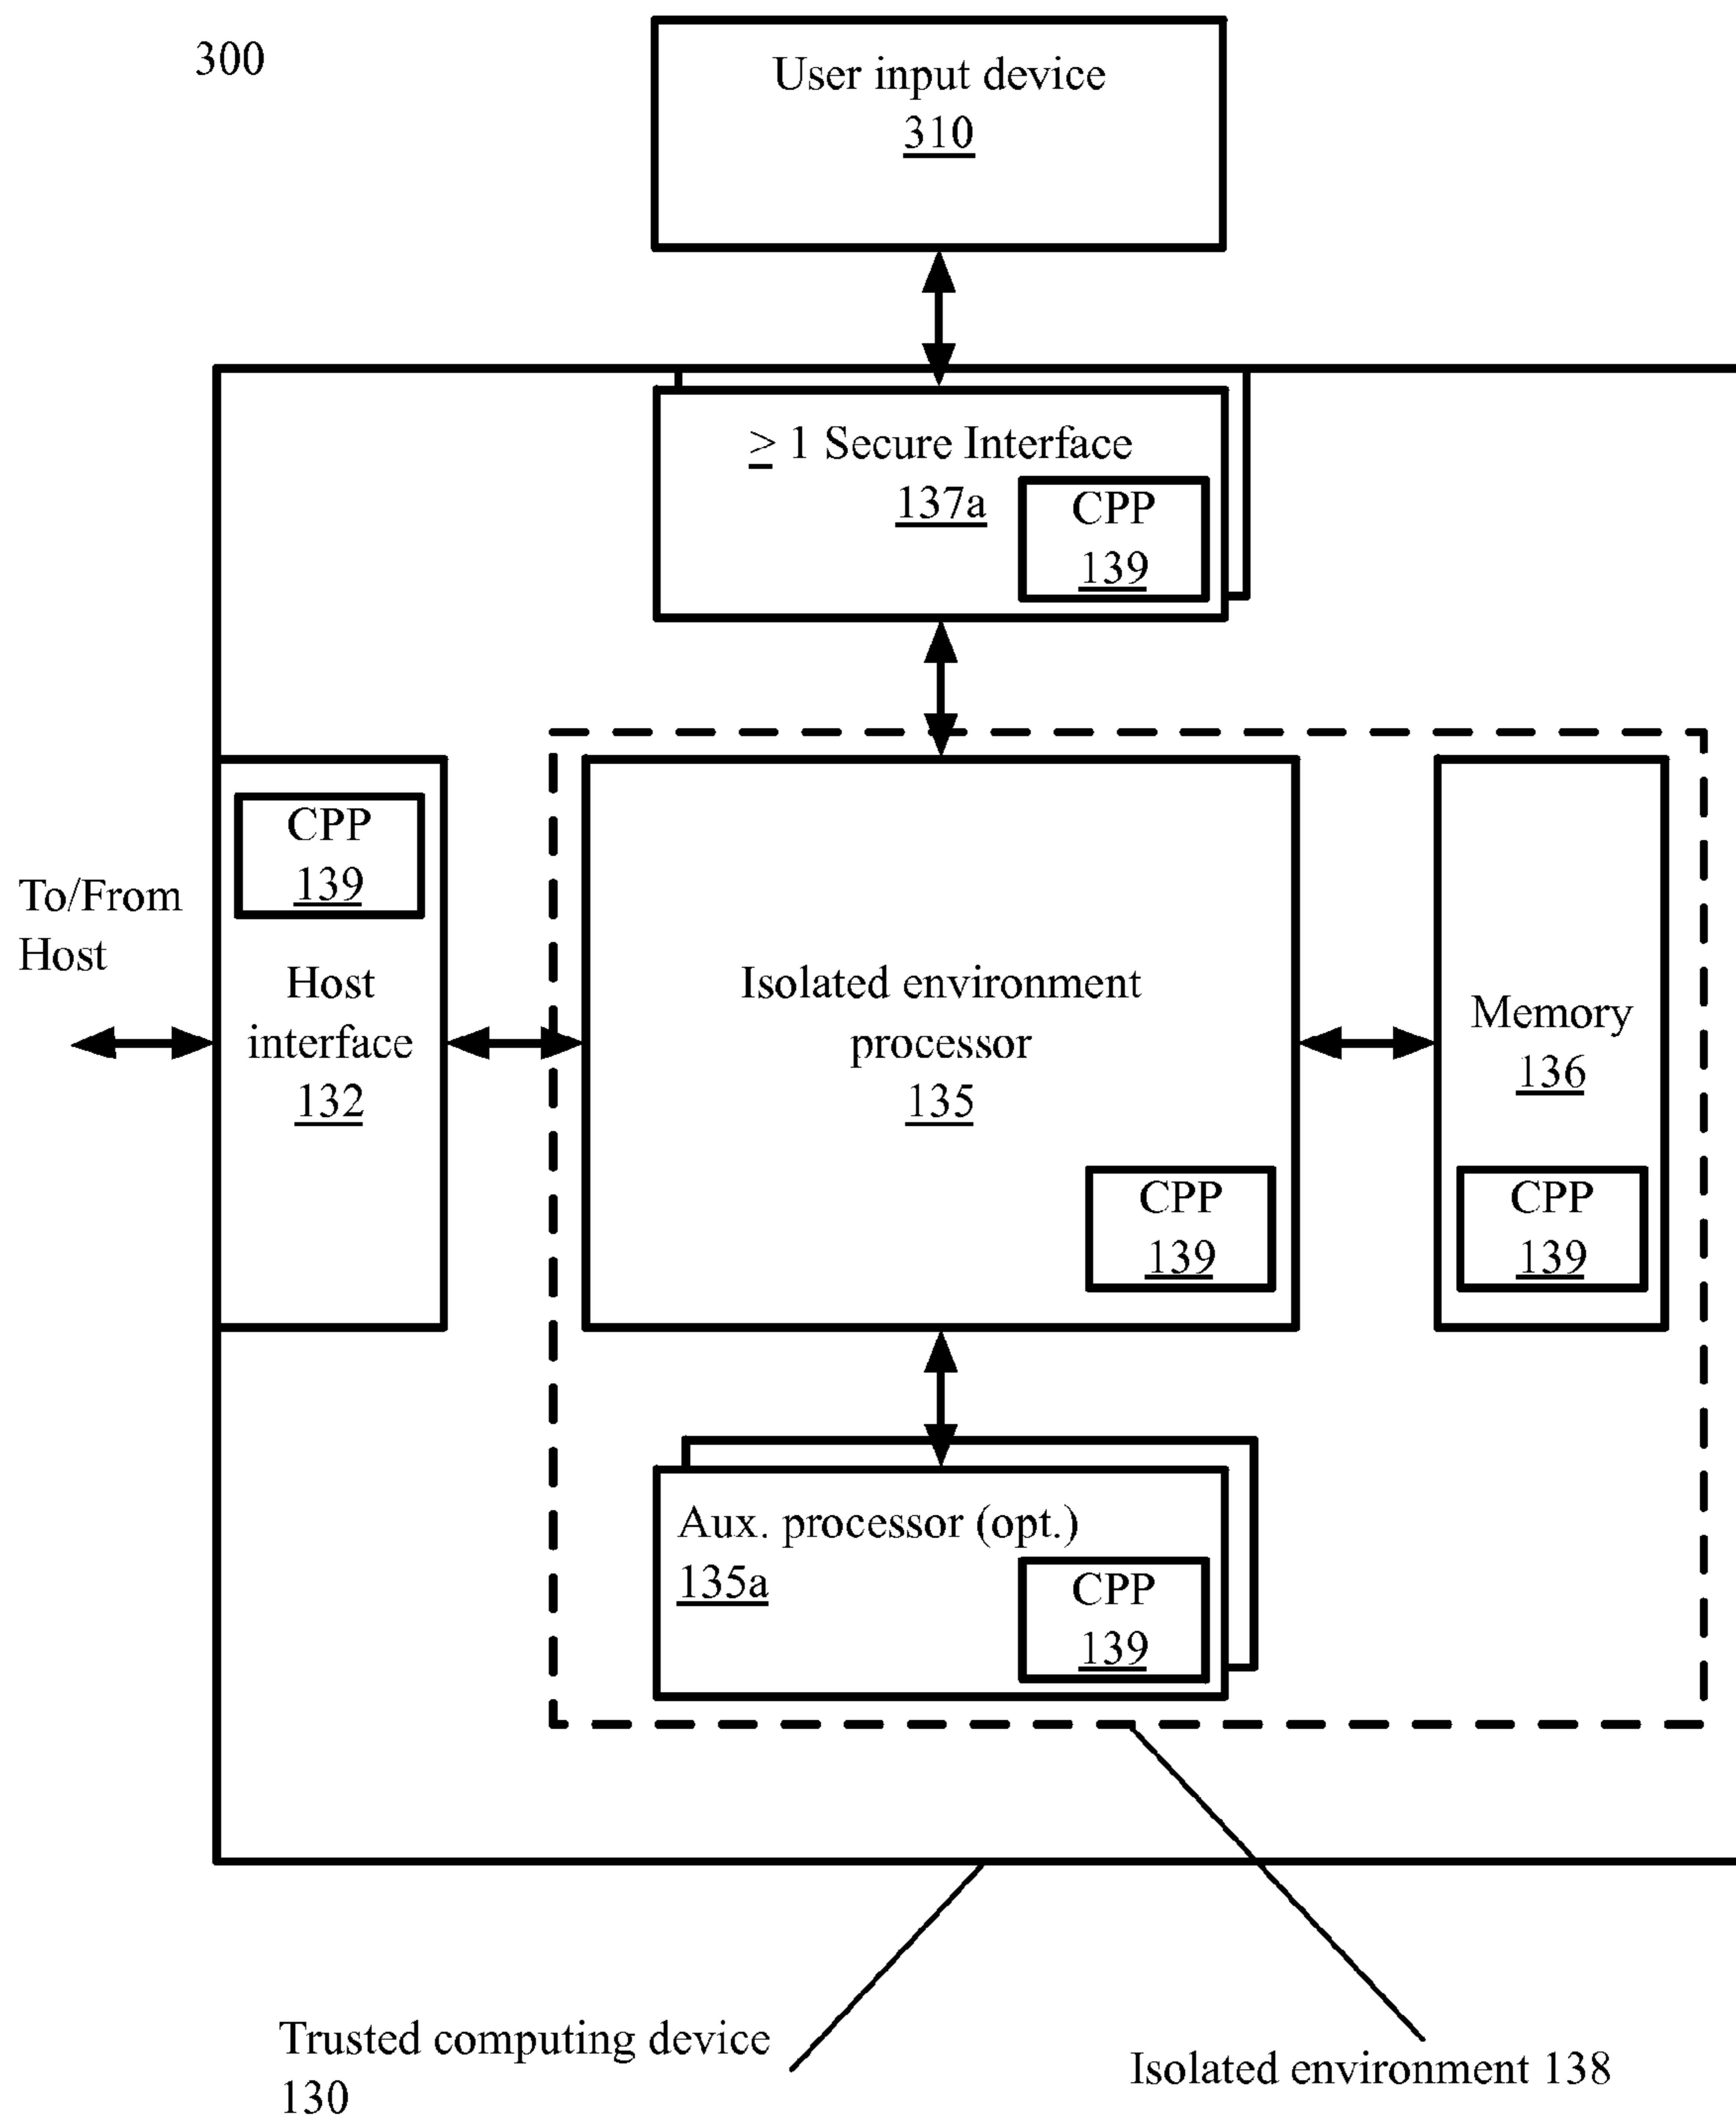 300
User input device
310
≥ 1 Secure Interface
137a
CPP
139
To/From
Host
CPP
139
Host
interface
132
Isolated environment
processor
135
CPP
139
Memory
136
CPP
139
Aux. processor (opt.)
135a
CPP
139
Trusted computing device
130
Isolated environment 138